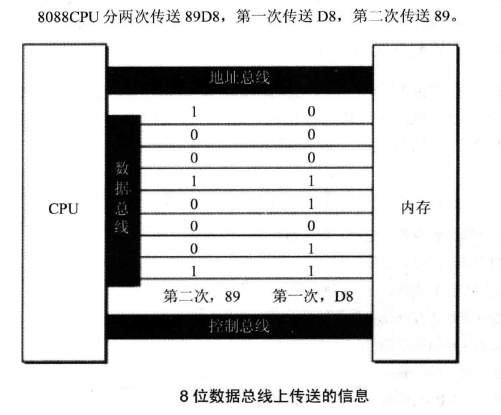 8088CPU 分两次传送 89D8，第一次传送 D8，第二次传送 89。
地址总线
1 0
0 0
0 0
1 1
0 1
0 0
0 1
1 1
数据总线
CPU
内存
第二次，89 第一次，D8
控制总线
8 位数据总线上传送的信息